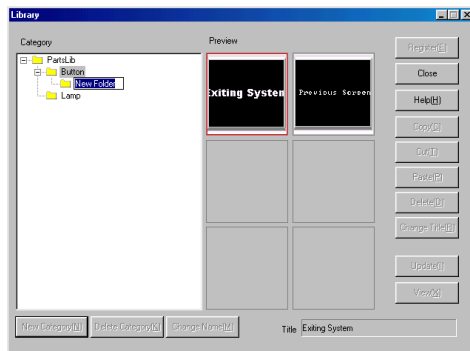 Library
Category
Preview
PartsLib
Button
New Folder
Lamp
Exiting System
Previous Screen
Register[E]
Close
Help(H)
Copy[C]
Cut[T]
Paste[P]
Delete[D]
Change Title[R]
Update[I]
View[X]
New Category[N]
Delete Category[K]
Change Name[M]
Title Exiting System